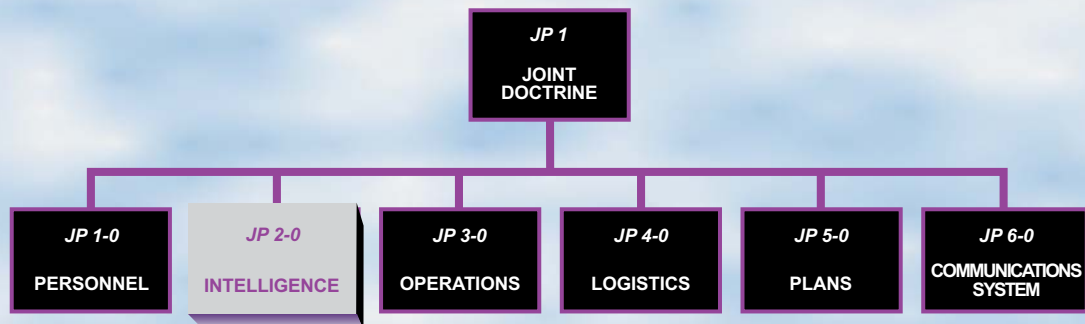 JP 1
JOINT
DOCTRINE
JP 1-0
PERSONNEL
JP 2-0
INTELLIGENCE
JP 3-0
OPERATIONS
JP 4-0
LOGISTICS
JP 5-0
PLANS
JP 6-0
COMMUNICATIONS
SYSTEM